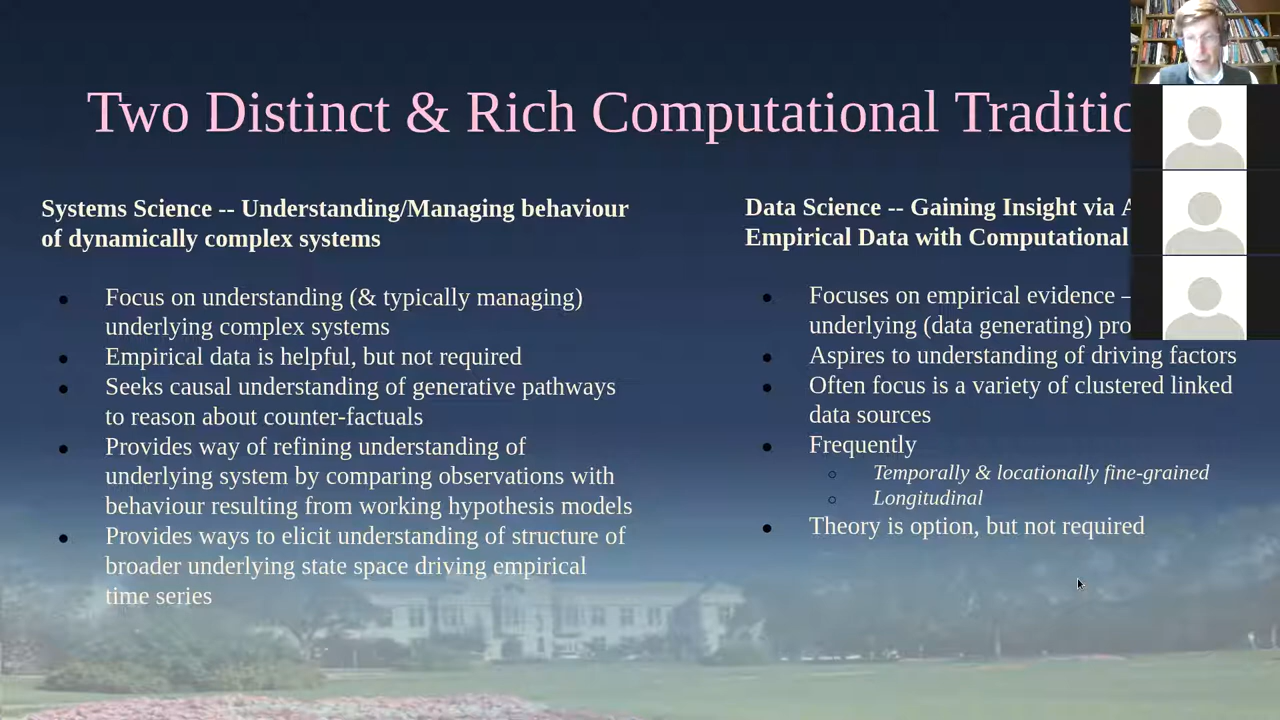 Two Distinct & Rich Computational
Systems Science -- Understanding/Managing behaviour
of dynamically complex systems
Focus on understanding (& typically managing)
underlying complex systems
Empirical data is helpful, but not required
Seeks causal understanding of generative pathways
to reason about counter-factuals
Provides way of refining understanding of
underlying system by comparing observations with
behaviour resulting from working hypothesis models
Provides ways to elicit understanding of structure of
broader underlying state space driving empirical
time series
Data Science -- Gaining Insight via
Empirical Data with Computational
Focuses on empirical evidence –
underlying (data generating)
Aspires to understanding of driving factors
Often focus is a variety of clustered linked
data sources
Frequently
Temporally & locationally fine-grained
Longitudinal
Theory is option, but not required